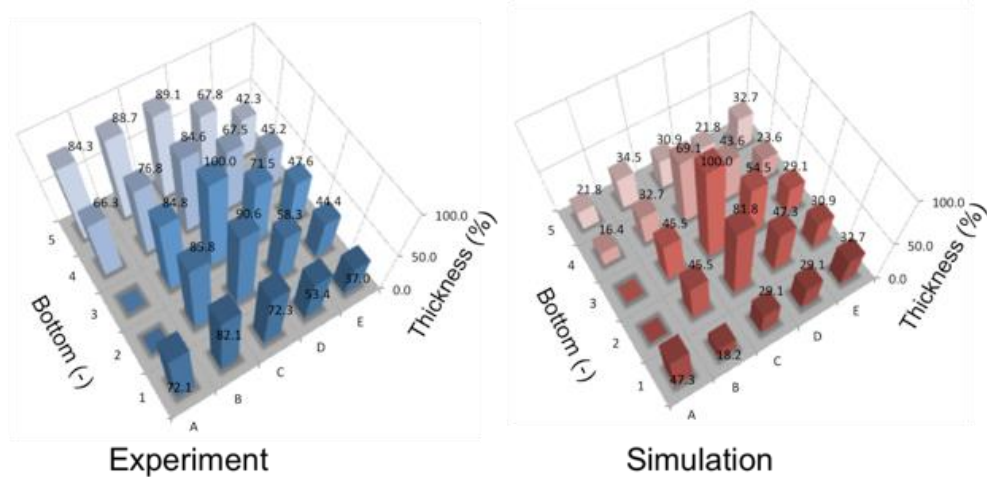 89.1 67.8 42.3
88.7
84.3 84.6 67.5 45.2
76.8 100.0 71.5 47.6
66.3 84.8 90.6 58.3 44.4
85.8
5
4
3
2
1
72.1 82.1 72.3 53.4 37.0
A B C D E
100.0
50.0
0.0
Bottom (-)
Thickness (%)
Experiment
32.7
30.9 21.8 43.6 23.6
34.5 69.1 100.0 54.5 29.1
21.8 32.7 81.8 47.3 30.9
16.4 45.5
45.5
5
4
3
2
1
47.3 18.2 29.1 29.1 32.7
A B C D E
100.0
50.0
0.0
Bottom (-)
Thickness (%)
Simulation